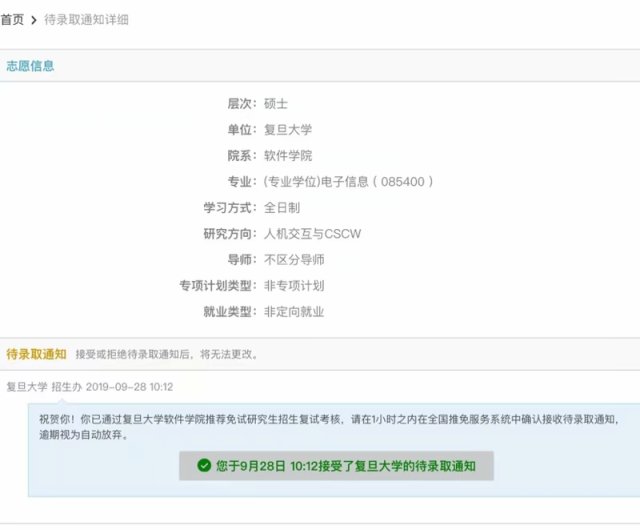 首页 > 待录取通知详细
志愿信息
层次：硕士
单位：复旦大学
院系：软件学院
专业：(专业学位)电子信息（085400）
学习方式：全日制
研究方向：人机交互与CSCW
导师：不区分导师
专项计划类型：非专项计划
就业类型：非定向就业
待录取通知 接受或拒绝待录取通知后，将无法更改。
复旦大学 招生办 2019-09-28 10:12
祝贺你！你已通过复旦大学软件学院推荐免试研究生招生复试考核，请在1小时之内在全国推免服务系统中确认接收待录取通知，
逾期视为自动放弃。
您于9月28日 10:12接受了复旦大学的待录取通知